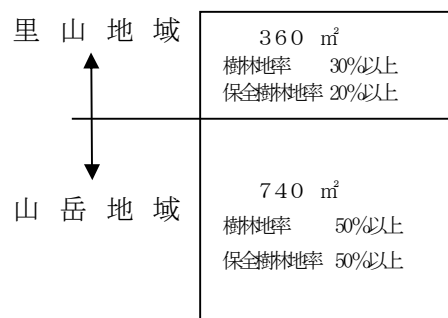 里山地域
360 ㎡
樹林地率 30%以上
保全樹林地率 20%以上
山岳地域
740 ㎡
樹林地率 50%以上
保全樹林地率 50%以上